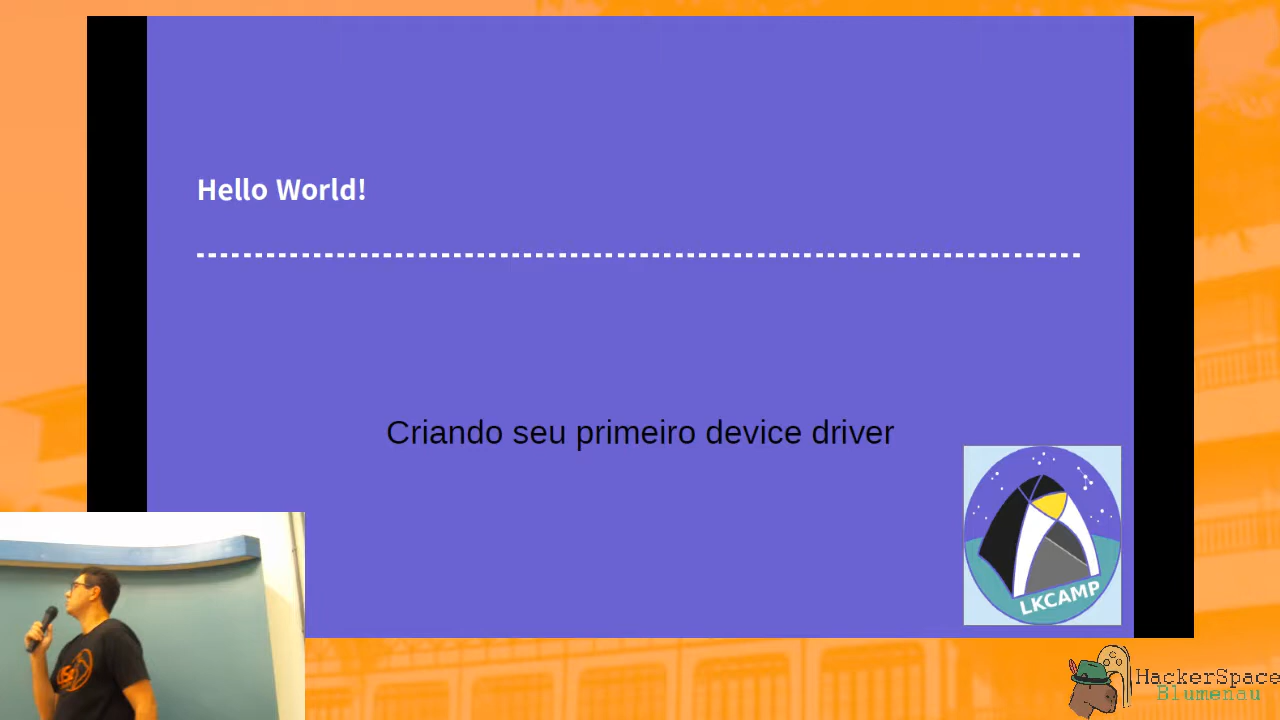 Hello World!
Criando seu primeiro device driver
LKCAMP
HackerSpace
Blumenau